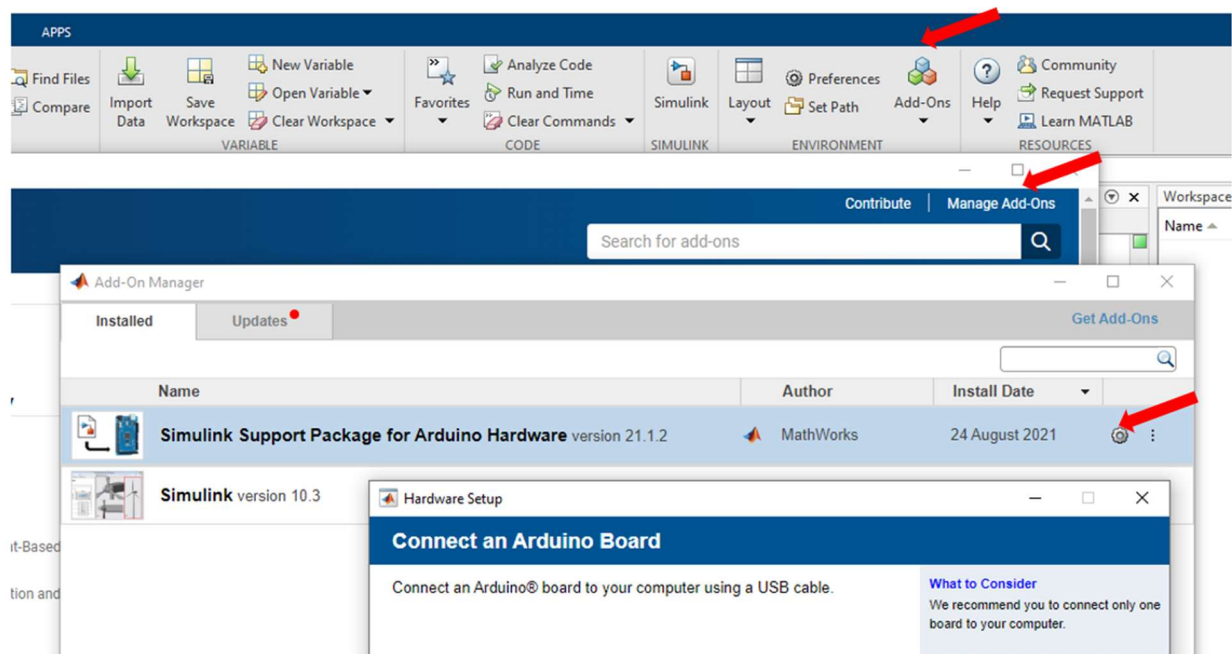 APPS
Find Files
Compare
Import
Data
Save
Workspace
New Variable
Open Variable
Clear Workspace
VARIABLE
Favorites
Analyze Code
Run and Time
Clear Commands
CODE
Simulink
SIMULINK
Layout
Preferences
Set Path
Add-Ons
ENVIRONMENT
Help
Community
Request Support
Learn MATLAB
RESOURCES
Contribute
Manage Add-Ons
Search for add-ons
Workspace
Name
Add-On Manager
Installed
Updates
Get Add-Ons
Name
Author
Install Date
Simulink Support Package for Arduino Hardware version 21.1.2
MathWorks
24 August 2021
Simulink version 10.3
Hardware Setup
Connect an Arduino Board
Connect an Arduino® board to your computer using a USB cable.
What to Consider
We recommend you to connect only one
board to your computer.
it-Based
tion and